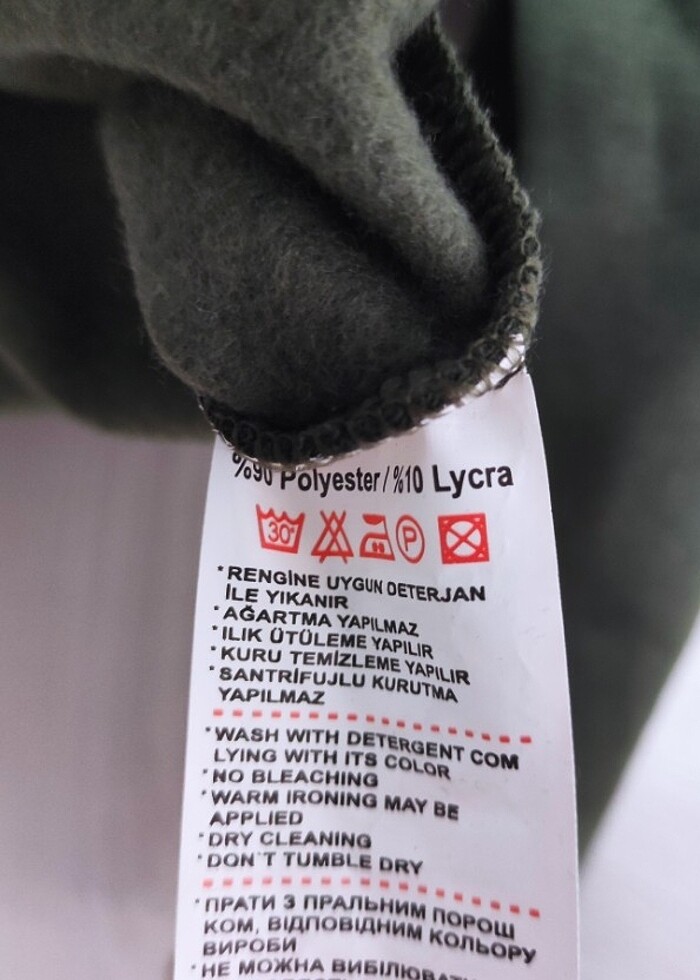 %90 Polyester / %10 Lycra
30° P
*RENGİNE UYGUN DETERJAN
İLE YIKANIR
*AĞARTMA YAPILMAZ
*ILIK ÜTÜLEME YAPILIR
*KURU TEMİZLEME YAPILIR
*SANTRİFUJLU KURUTMA
YAPILMAZ
*WASH WITH DETERGENT COM
LYING WITH ITS COLOR
*NO BLEACHING
*WARM IRONING MAY BE
APPLIED
*DRY CLEANING
*DON'T TUMBLE DRY
*ПРАТИ З ПРАЛЬНИМ ПОРОШ
КОМ, ВІДПОВІДНИМ КОЛЬОРУ
ВИРОБИ
*НЕ МОЖНА ВИБІЛЮВАТИ